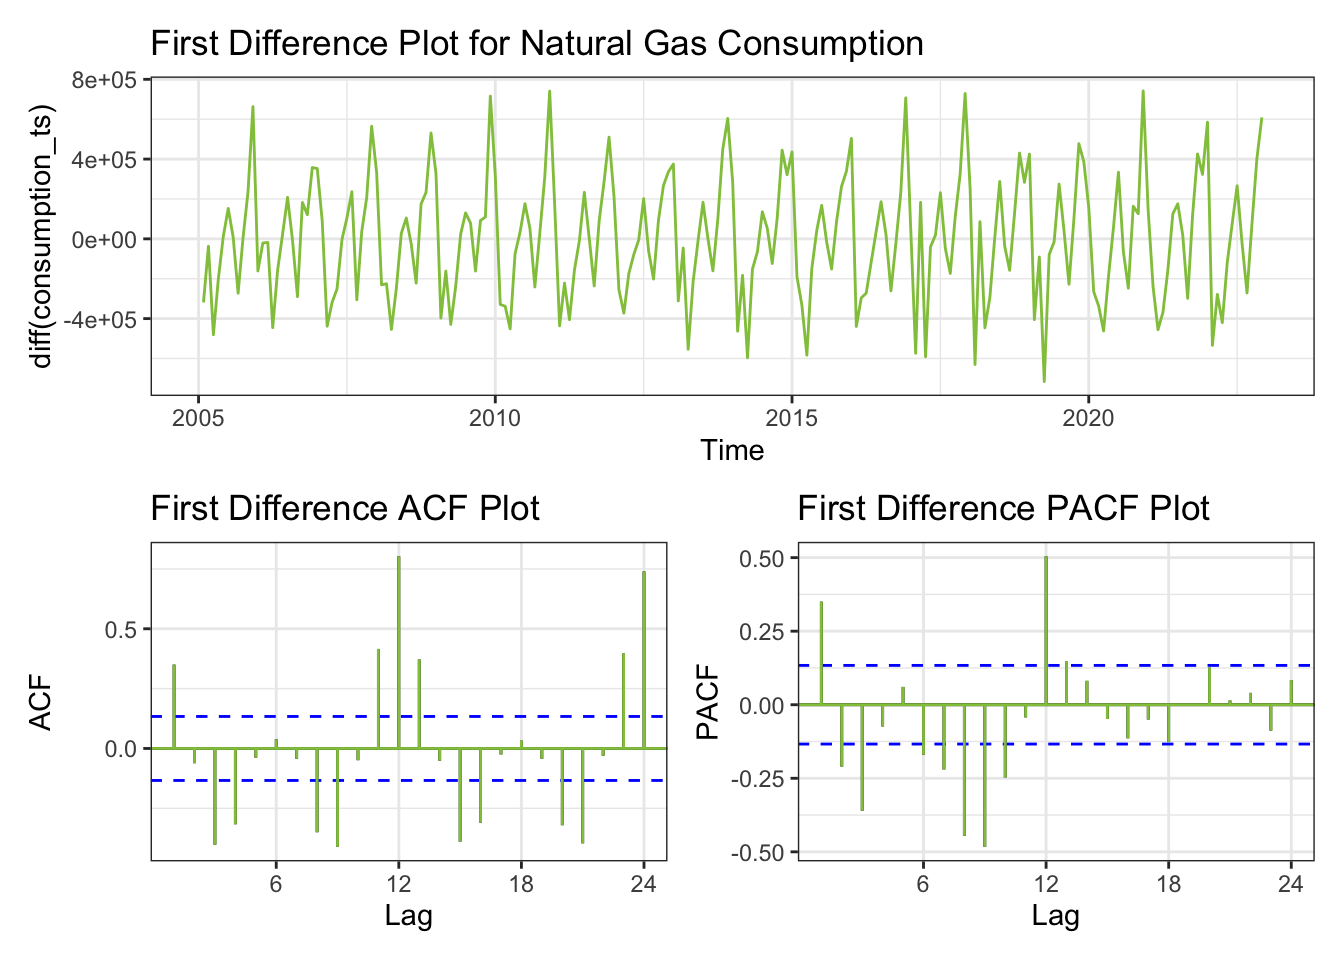 First Difference Plot for Natural Gas Consumption
diff(consumption_ts)
8e+05
4e+05
0e+00
-4e+05
2005 2010 2015 2020
Time
First Difference ACF Plot
ACF
0.5
0.0
6 12 18 24
Lag
First Difference PACF Plot
PACF
0.50
0.25
0.00
-0.25
-0.50
6 12 18 24
Lag